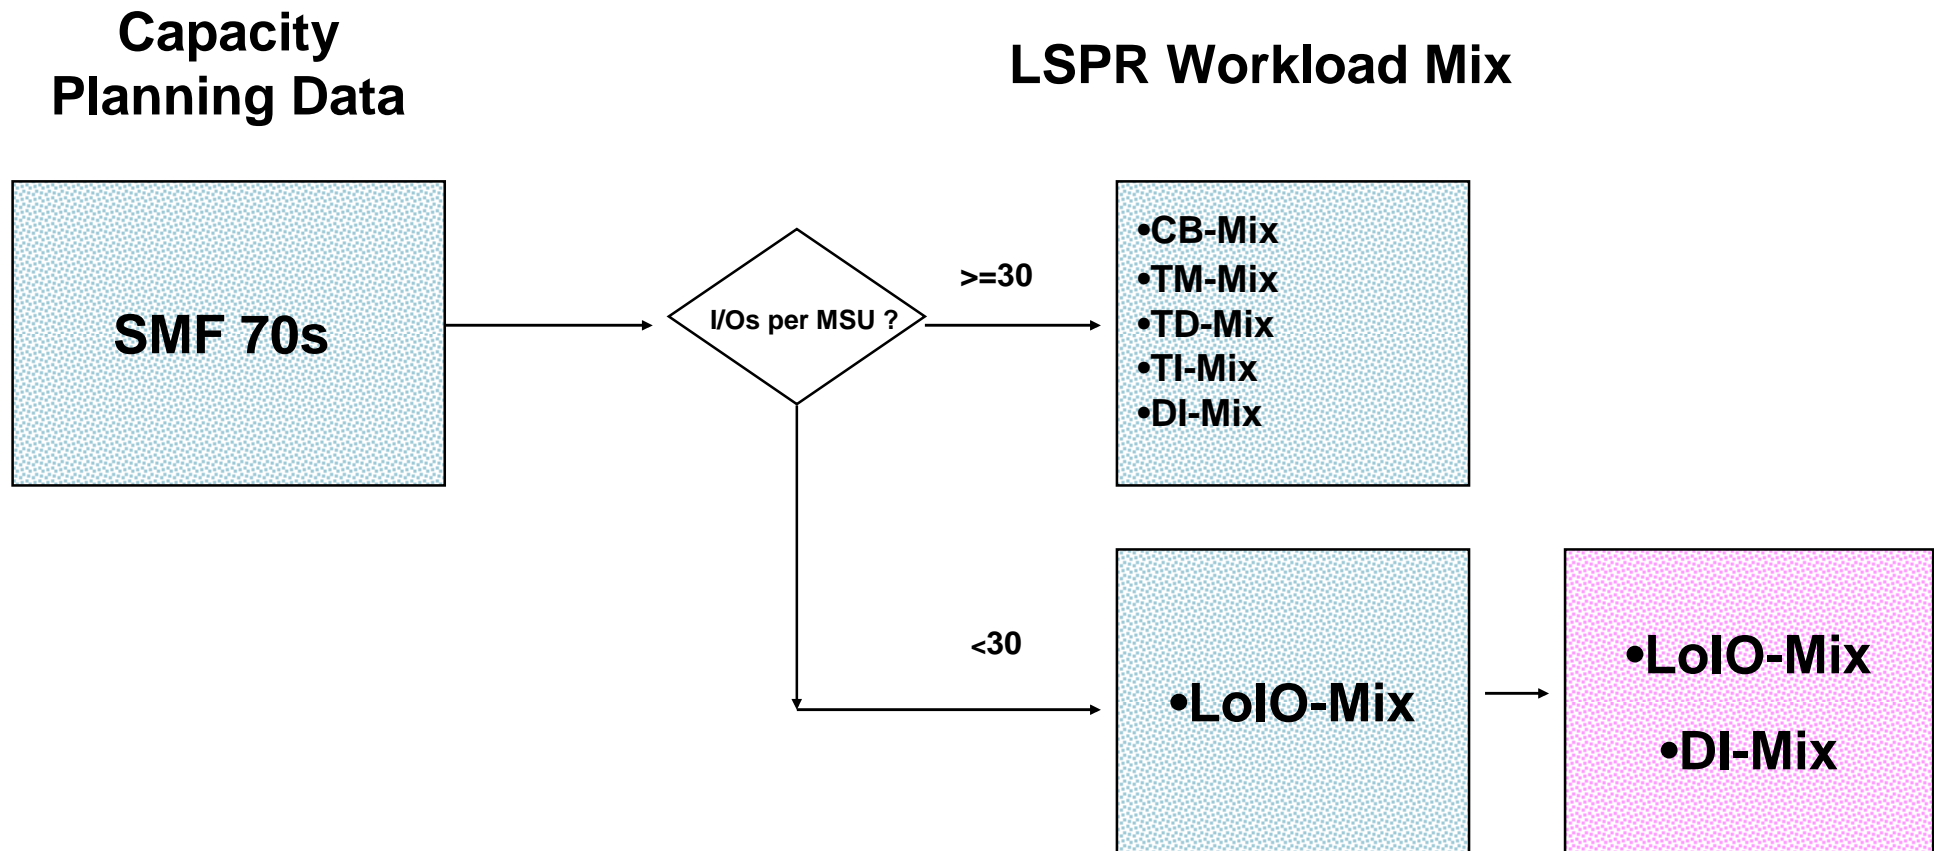 Capacity
Planning Data
LSPR Workload Mix
SMF 70s
I/Os per MSU ?
>=30
•CB-Mix
•TM-Mix
•TD-Mix
•TI-Mix
•DI-Mix
<30
•LoIO-Mix
•LoIO-Mix
•DI-Mix